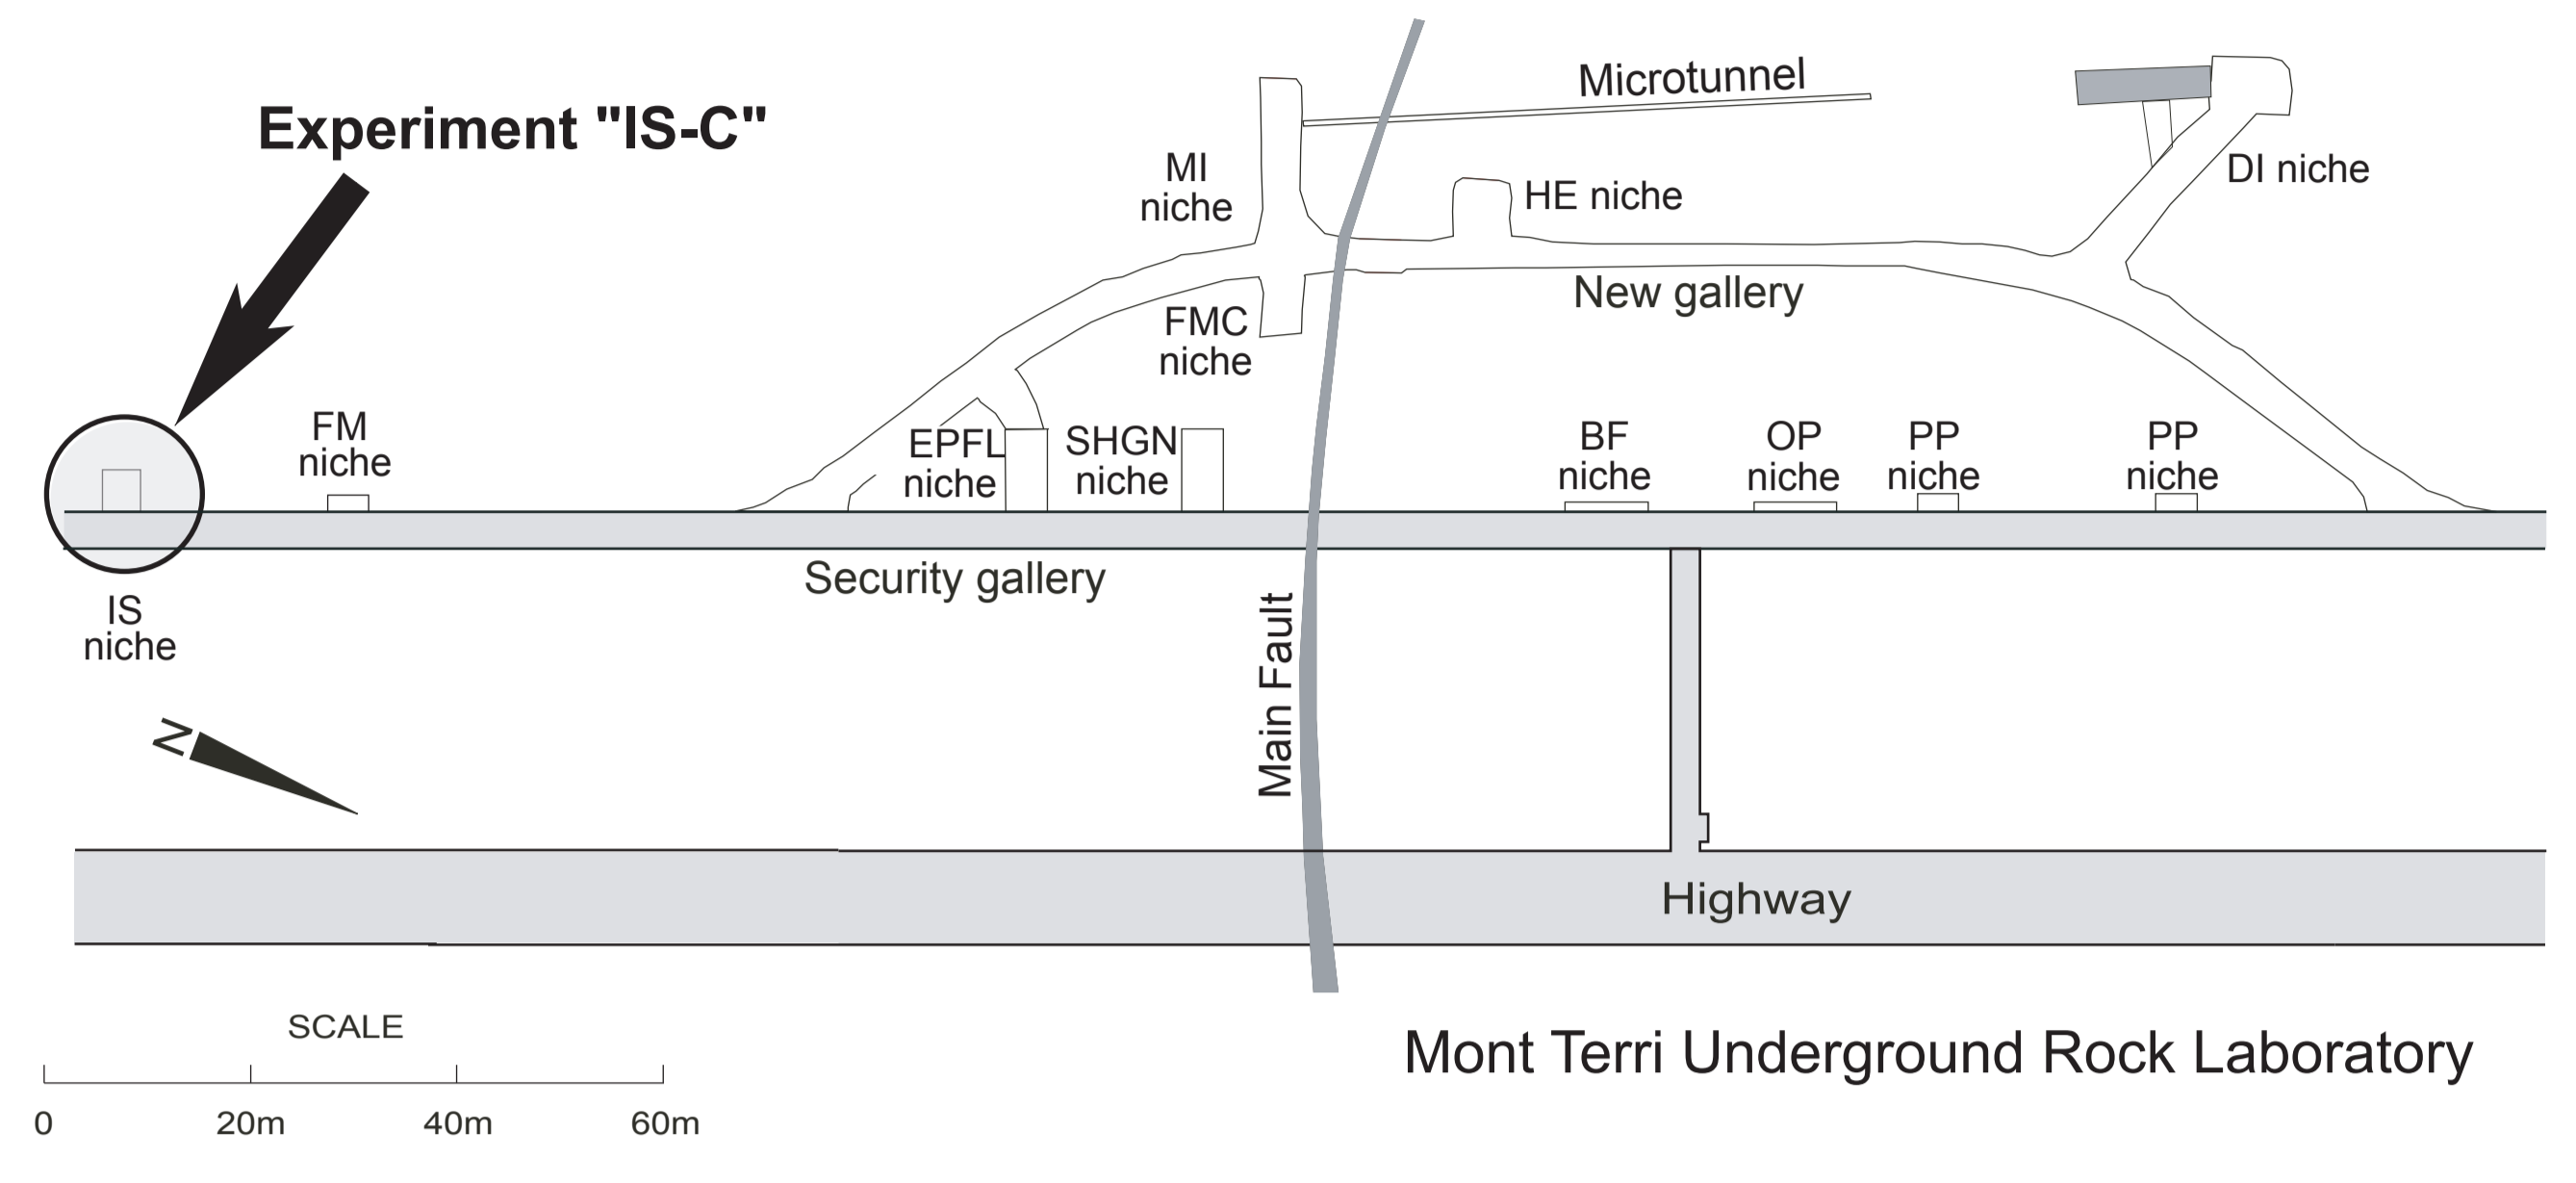 Microtunnel
Experiment "IS-C"
MI
niche
HE niche
DI niche
New gallery
FMC
niche
FM
niche
EPFL
niche
SHGN
niche
BF
niche
OP
niche
PP
niche
PP
niche
Security gallery
IS
niche
Main Fault
N
Highway
SCALE
Mont Terri Underground Rock Laboratory
0 20m 40m 60m